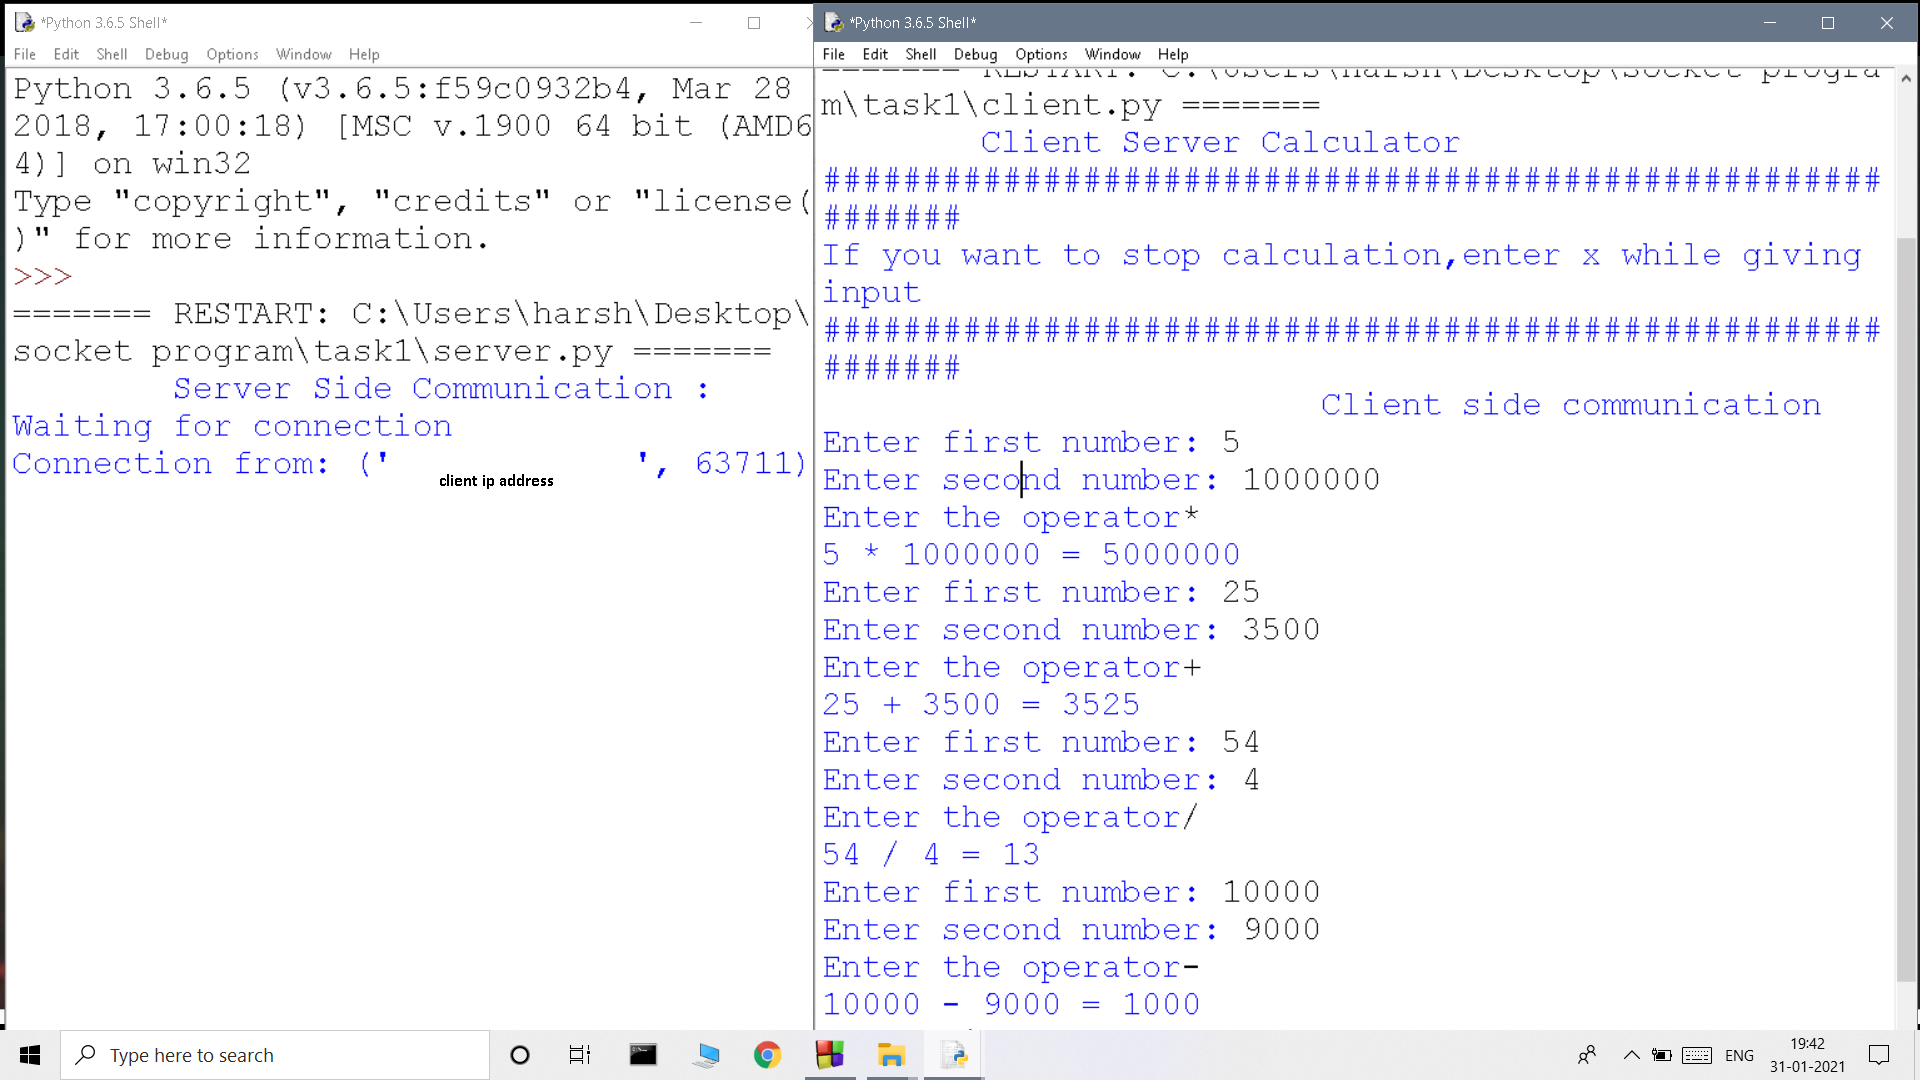 *Python 3.6.5 Shell*
File Edit Shell Debug Options Window Help
Python 3.6.5 (v3.6.5:f59c0932b4, Mar 28
2018, 17:00:18) [MSC v.1900 64 bit (AMD6
4)] on win32
Type "copyright", "credits" or "license(
)" for more information.
>>>
======= RESTART: C:\Users\harsh\Desktop\
socket program\task1\server.py =======
Server Side Communication :
Waiting for connection
Connection from: (' ', 63711)
client ip address
*Python 3.6.5 Shell*
File Edit Shell Debug Options Window Help
======= RESTART: C:\Users\harsh\Desktop\socket progra
m\task1\client.py =======
Client Server Calculator
#####################################################
#######
If you want to stop calculation,enter x while giving
input
#####################################################
#######
Client side communication
Enter first number: 5
Enter second number: 1000000
Enter the operator*
5 * 1000000 = 5000000
Enter first number: 25
Enter second number: 3500
Enter the operator+
25 + 3500 = 3525
Enter first number: 54
Enter second number: 4
Enter the operator/
54 / 4 = 13
Enter first number: 10000
Enter second number: 9000
Enter the operator-
10000 - 9000 = 1000
Type here to search
ENG
19:42
31-01-2021